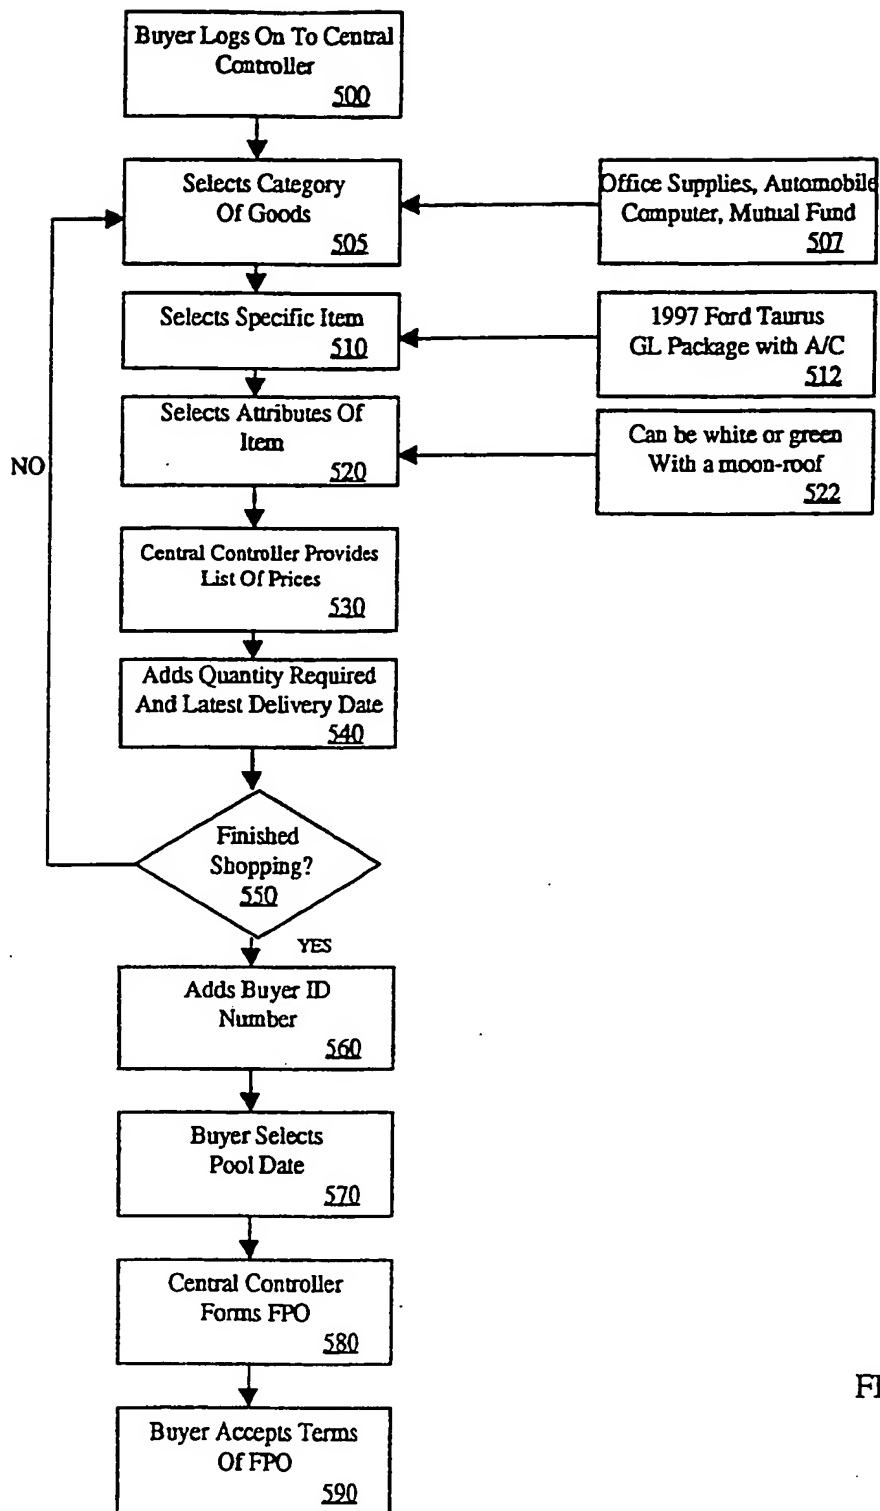 Buyer Logs On To Central
Controller
500
Selects Category
Of Goods
505
Office Supplies, Automobile
Computer, Mutual Fund
507
Selects Specific Item
510
1997 Ford Taurus
GL Package with A/C
512
Selects Attributes Of
Item
520
Can be white or green
With a moon-roof
522
NO
Central Controller Provides
List Of Prices
530
Adds Quantity Required
And Latest Delivery Date
540
Finished
Shopping?
550
YES
Adds Buyer ID
Number
560
Buyer Selects
Pool Date
570
Central Controller
Forms FPO
580
Buyer Accepts Terms
Of FPO
590